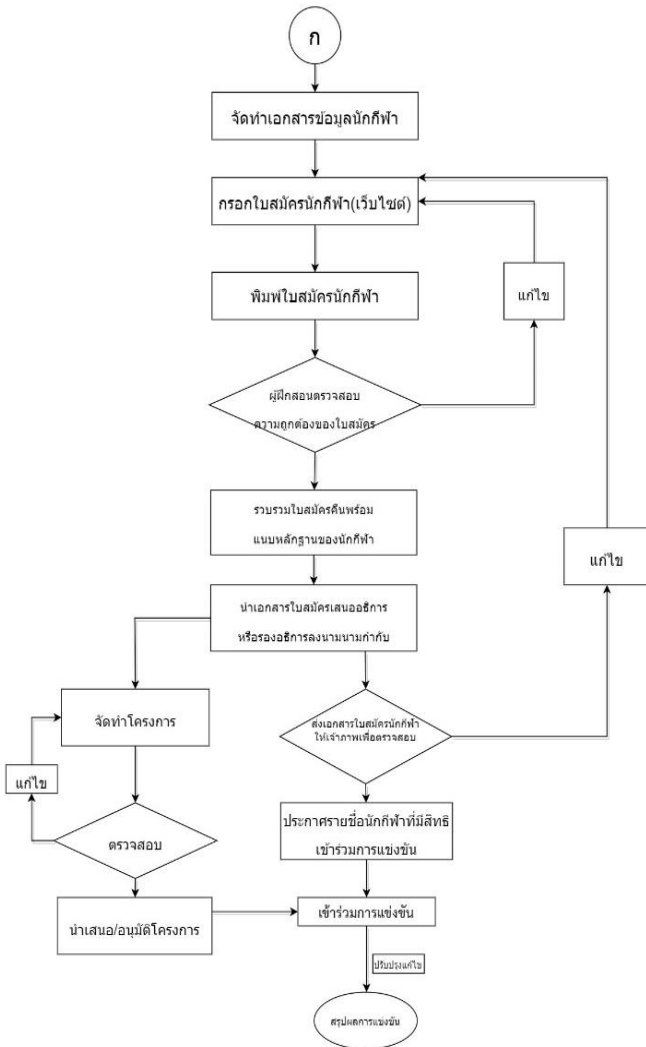 ก
จัดทำเอกสารข้อมูลนักกีฬา
กรอกใบสมัครนักกีฬา(เว็บไซต์)
พิมพ์ใบสมัครนักกีฬา
แก้ไข
ผู้ฝึกสอนตรวจสอบ
ความถูกต้องของใบสมัคร
รวบรวมใบสมัครคืนพร้อม
แนบหลักฐานของนักกีฬา
แก้ไข
นำเอกสารใบสมัครเสนออธิการ
หรือรองอธิการลงนามนามกำกับ
จัดทำโครงการ
ส่งเอกสารใบสมัครนักกีฬา
ให้เจ้าภาพเพื่อตรวจสอบ
แก้ไข
ประกาศรายชื่อนักกีฬาที่มีสิทธิ
เข้าร่วมการแข่งขัน
ตรวจสอบ
นำเสนอ/อนุมัติโครงการ
เข้าร่วมการแข่งขัน
ปรับปรุงแก้ไข
สรุปผลการแข่งขัน